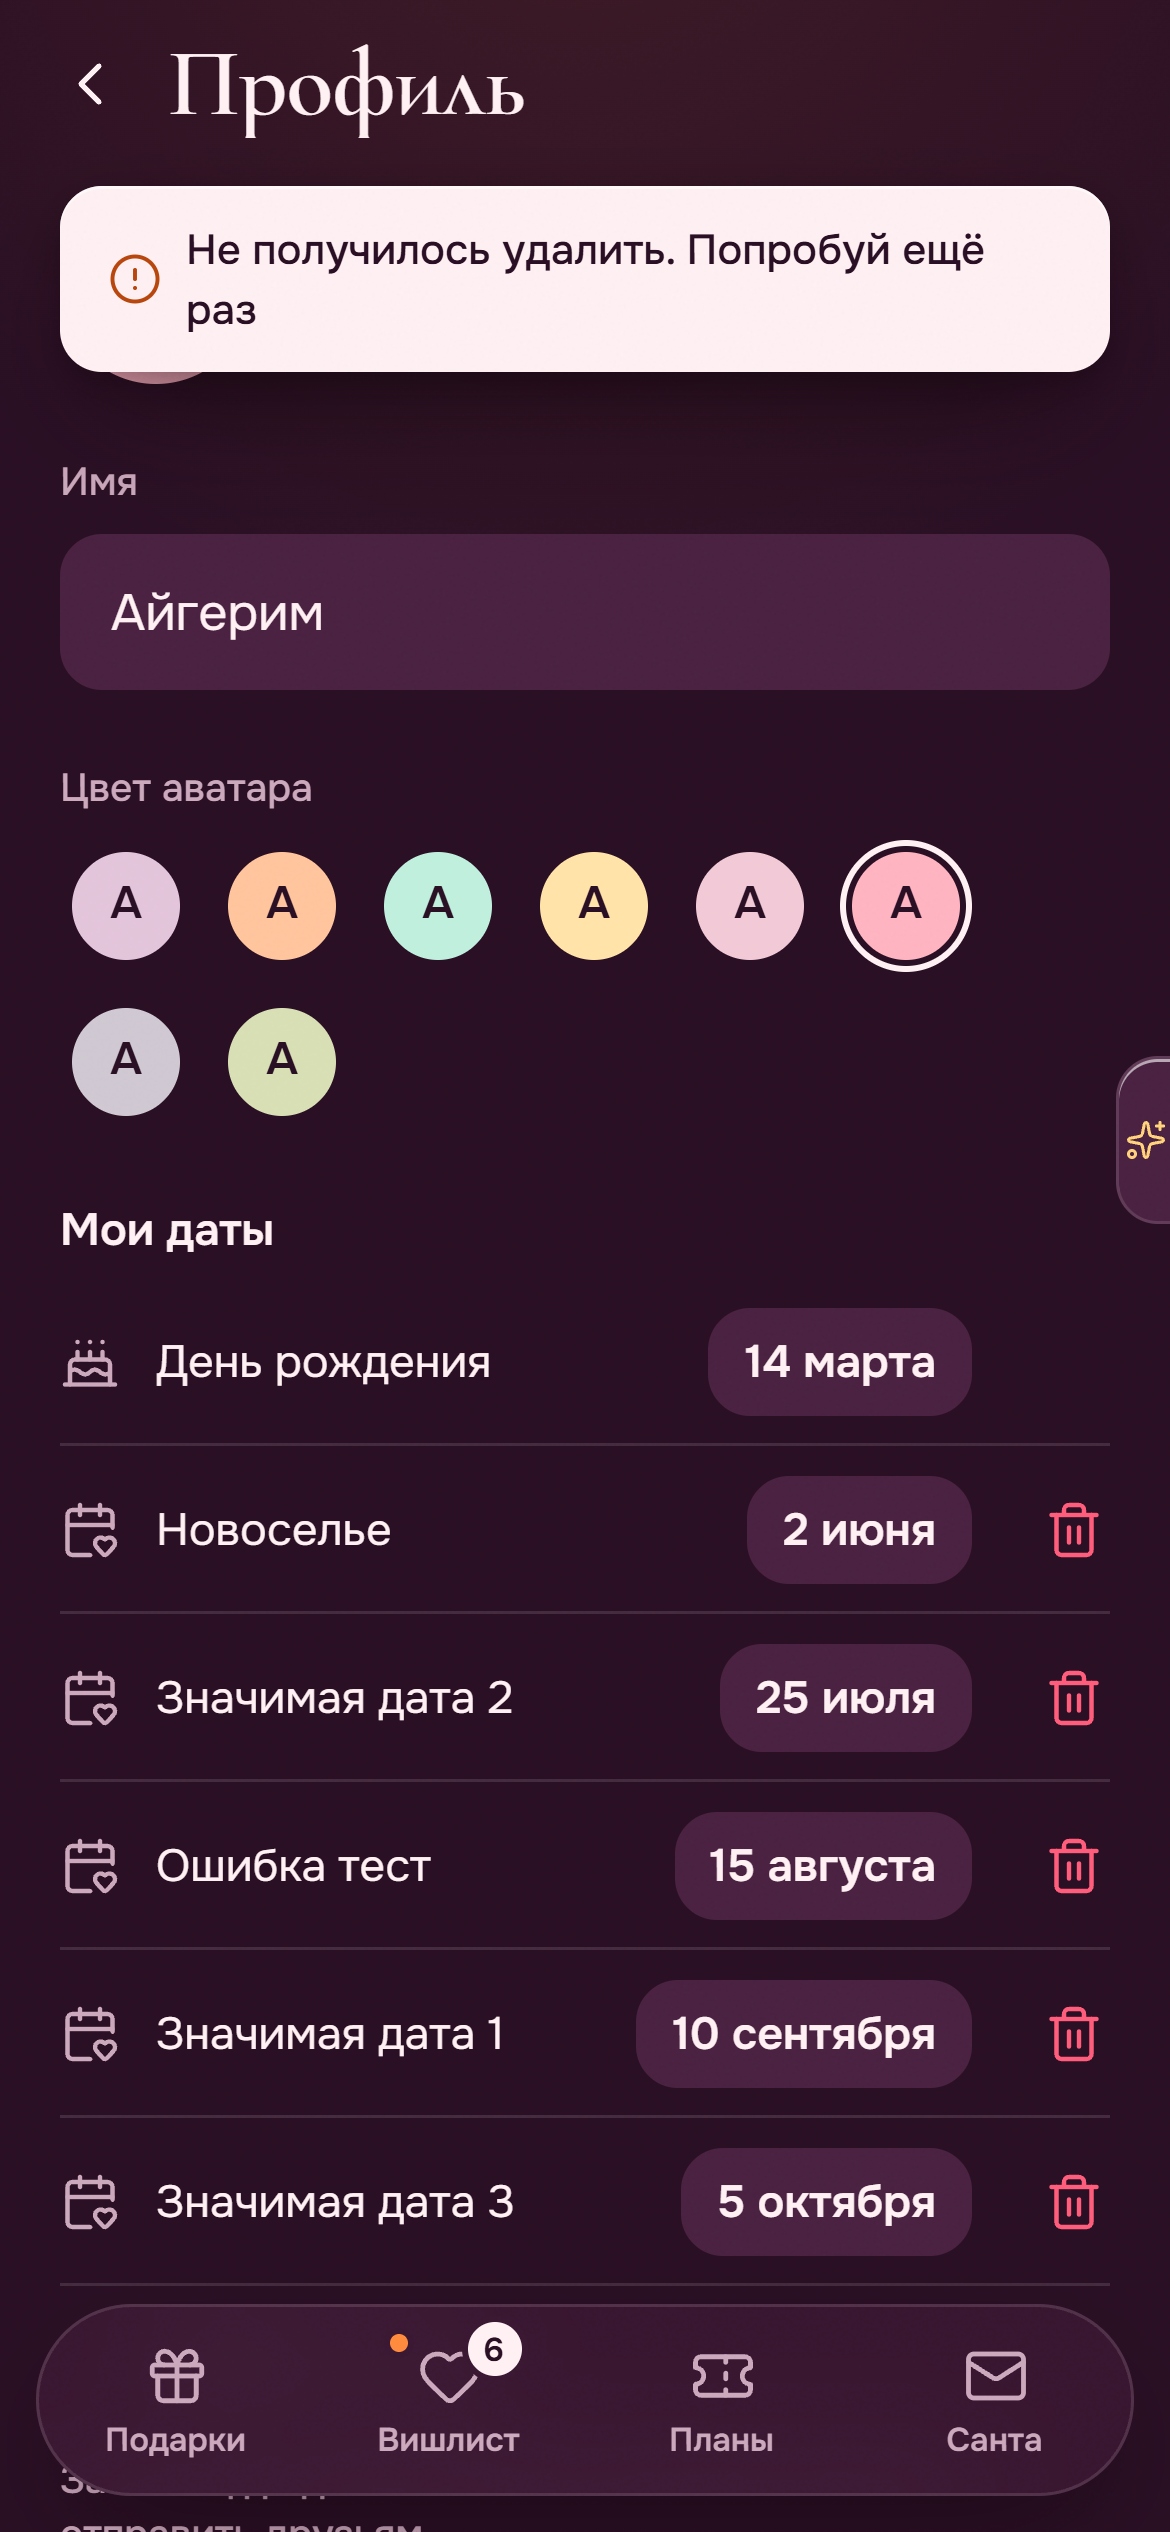 Профиль
Не получилось удалить. Попробуй ещё
раз
Имя
Айгерим
Цвет аватара
А А А А А А
А А
Мои даты
День рождения 14 марта
Новоселье 2 июня
Значимая дата 2 25 июля
Ошибка тест 15 августа
Значимая дата 1 10 сентября
Значимая дата 3 5 октября
6
Подарки Вишлист Планы Санта
отправить друзьям